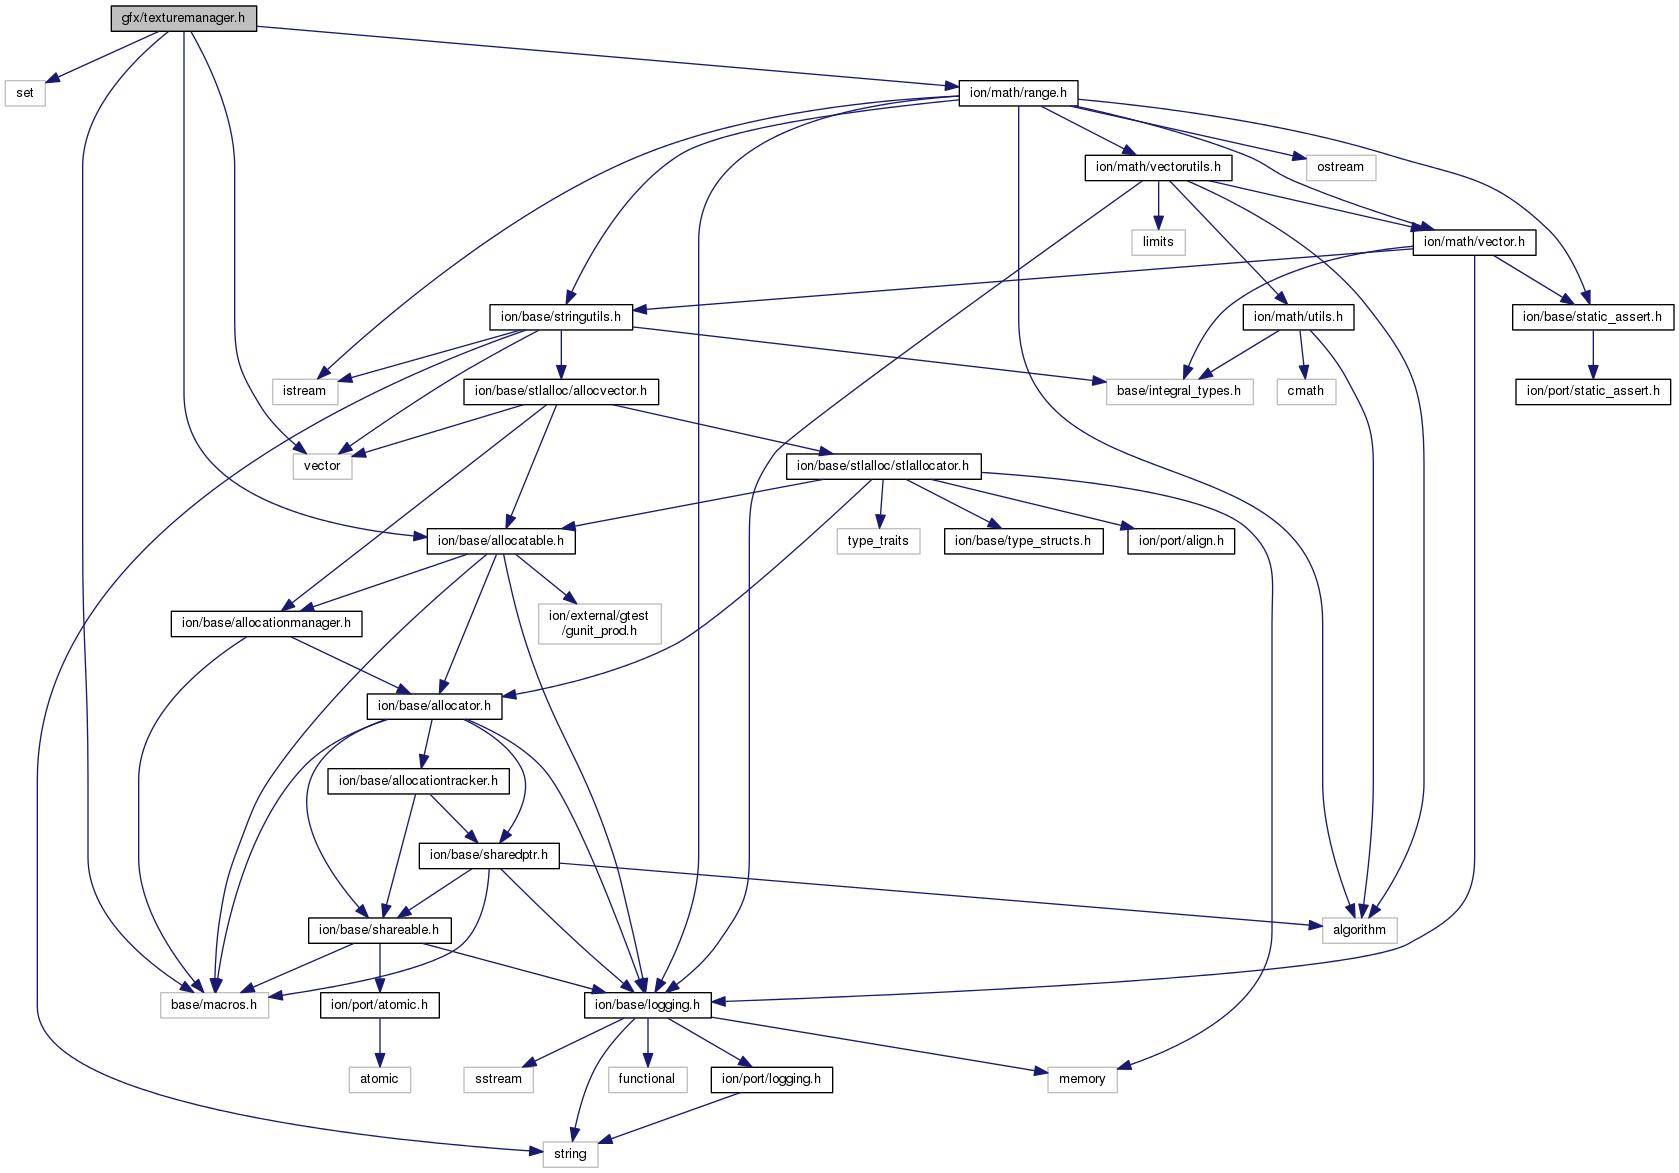 gfx/texturemanager.h
set
ion/math/range.h
ion/math/vectorutils.h
ostream
limits
ion/math/vector.h
ion/base/stringutils.h
ion/math/utils.h
ion/base/static_assert.h
istream
ion/base/stlalloc/allocvector.h
base/integral_types.h
cmath
ion/port/static_assert.h
vector
ion/base/stlalloc/stlallocator.h
ion/base/allocatable.h
type_traits
ion/base/type_structs.h
ion/port/align.h
ion/base/allocationmanager.h
ion/external/gtest
/gunit_prod.h
ion/base/allocator.h
ion/base/allocationtracker.h
ion/base/sharedptr.h
ion/base/shareable.h
algorithm
base/macros.h
ion/port/atomic.h
ion/base/logging.h
atomic
sstream
functional
ion/port/logging.h
memory
string